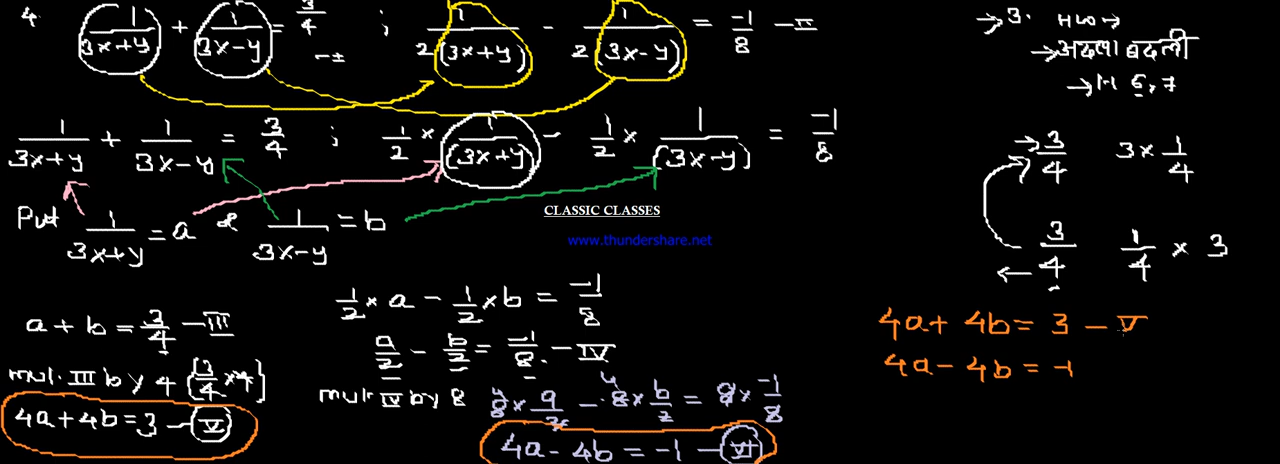 4. 1/(3x+y) + 1/(3x-y) = 3/4 -I ; 1/2(3x+y) - 1/2(3x-y) = -1/8 - II
1/(3x+y) + 1/(3x-y) = 3/4 ; 1/2 × 1/(3x+y) - 1/2 × 1/(3x-y) = -1/8
Put 1/(3x+y) = a & 1/(3x-y) = b
CLASSIC CLASSES
www.thundershare.net
a + b = 3/4 - III
mul. III by 4 [3/4 × 4]
4a + 4b = 3 - V
1/2 × a - 1/2 × b = -1/8
a/2 - b/2 = -1/8 - IV
mul. IV by 8 8 × a/2 - 8 × b/2 = 8 × -1/8
4a - 4b = -1 - VI
→ 3. HW →
→ अदला बदली
→ M 6, 7
→ 3/4 3 × 1/4
3/4 1/4 × 3
4a + 4b = 3 - V
4a - 4b = -1